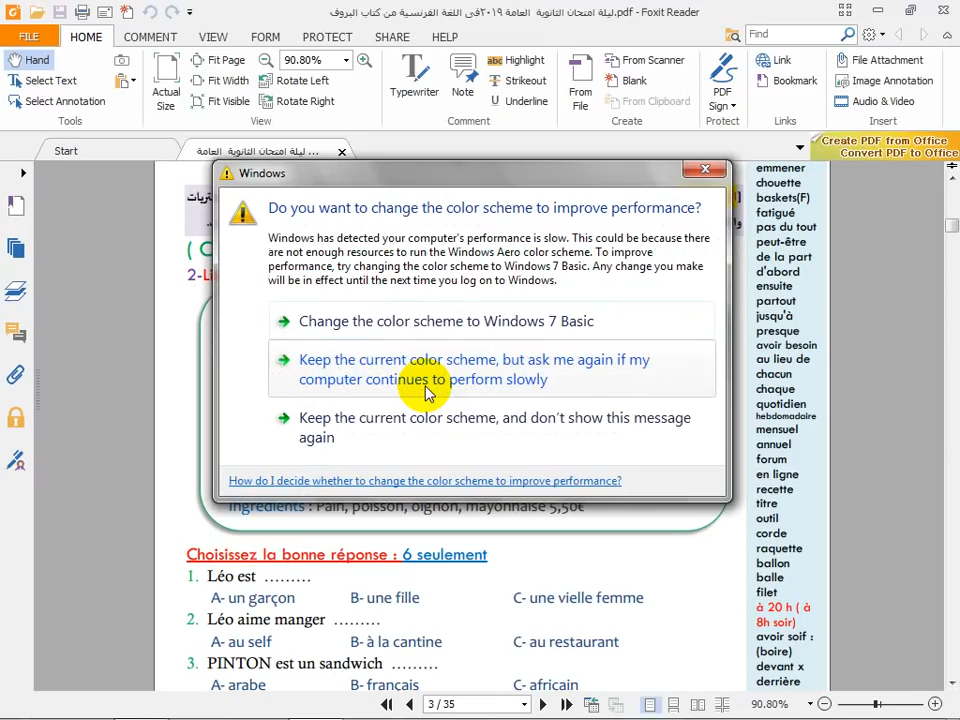 ليلة امتحان الثانوية العامة ٢٠١٩فى اللغة الفرنسية من كتاب البروف.pdf - Foxit Reader
FILE HOME COMMENT VIEW FORM PROTECT SHARE HELP Find
Hand
Select Text
Select Annotation
Tools
Actual Size
Fit Page
Fit Width
Fit Visible
90.80%
Rotate Left
Rotate Right
View
Typewriter
Note
Highlight
Strikeout
Underline
Comment
From File
From Scanner
Blank
From Clipboard
Create
PDF Sign
Protect
Link
Bookmark
Links
File Attachment
Image Annotation
Audio & Video
Insert
Start
ليلة امتحان الثانوية العامة ...
Create PDF from Office
Convert PDF to Office
Windows
Do you want to change the color scheme to improve performance?
Windows has detected your computer's performance is slow. This could be because there
are not enough resources to run the Windows Aero color scheme. To improve
performance, try changing the color scheme to Windows 7 Basic. Any change you make
will be in effect until the next time you log on to Windows.
Change the color scheme to Windows 7 Basic
Keep the current color scheme, but ask me again if my
computer continues to perform slowly
Keep the current color scheme, and don't show this message
again
How do I decide whether to change the color scheme to improve performance?
Ingrédients : Pain, poisson, oignon, mayonnaise 5,50€
Choisissez la bonne réponse : 6 seulement
1. Léo est ………
A- un garçon B- une fille C- une vielle femme
2. Léo aime manger ………
A- au self B- à la cantine C- au restaurant
3. PINTON est un sandwich ………
A- arabe B- français C- africain
emmener
chouette
baskets(F)
fatigué
pas du tout
peut-être
de la part
d'abord
ensuite
partout
jusqu'à
presque
avoir besoin
au lieu de
chacun
chaque
quotidien
hebdomadaire
mensuel
annuel
forum
en ligne
recette
titre
outil
corde
raquette
ballon
balle
filet
à 20 h ( à
8h soir)
avoir soif :
(boire)
devant x
derrière
3 / 35
90.80%